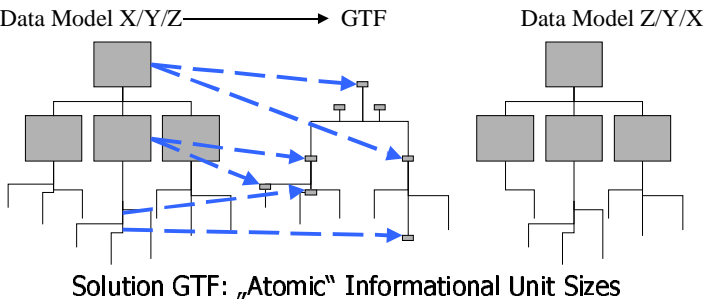 Data Model X/Y/Z GTF Data Model Z/Y/X
Solution GTF: „Atomic“ Informational Unit Sizes